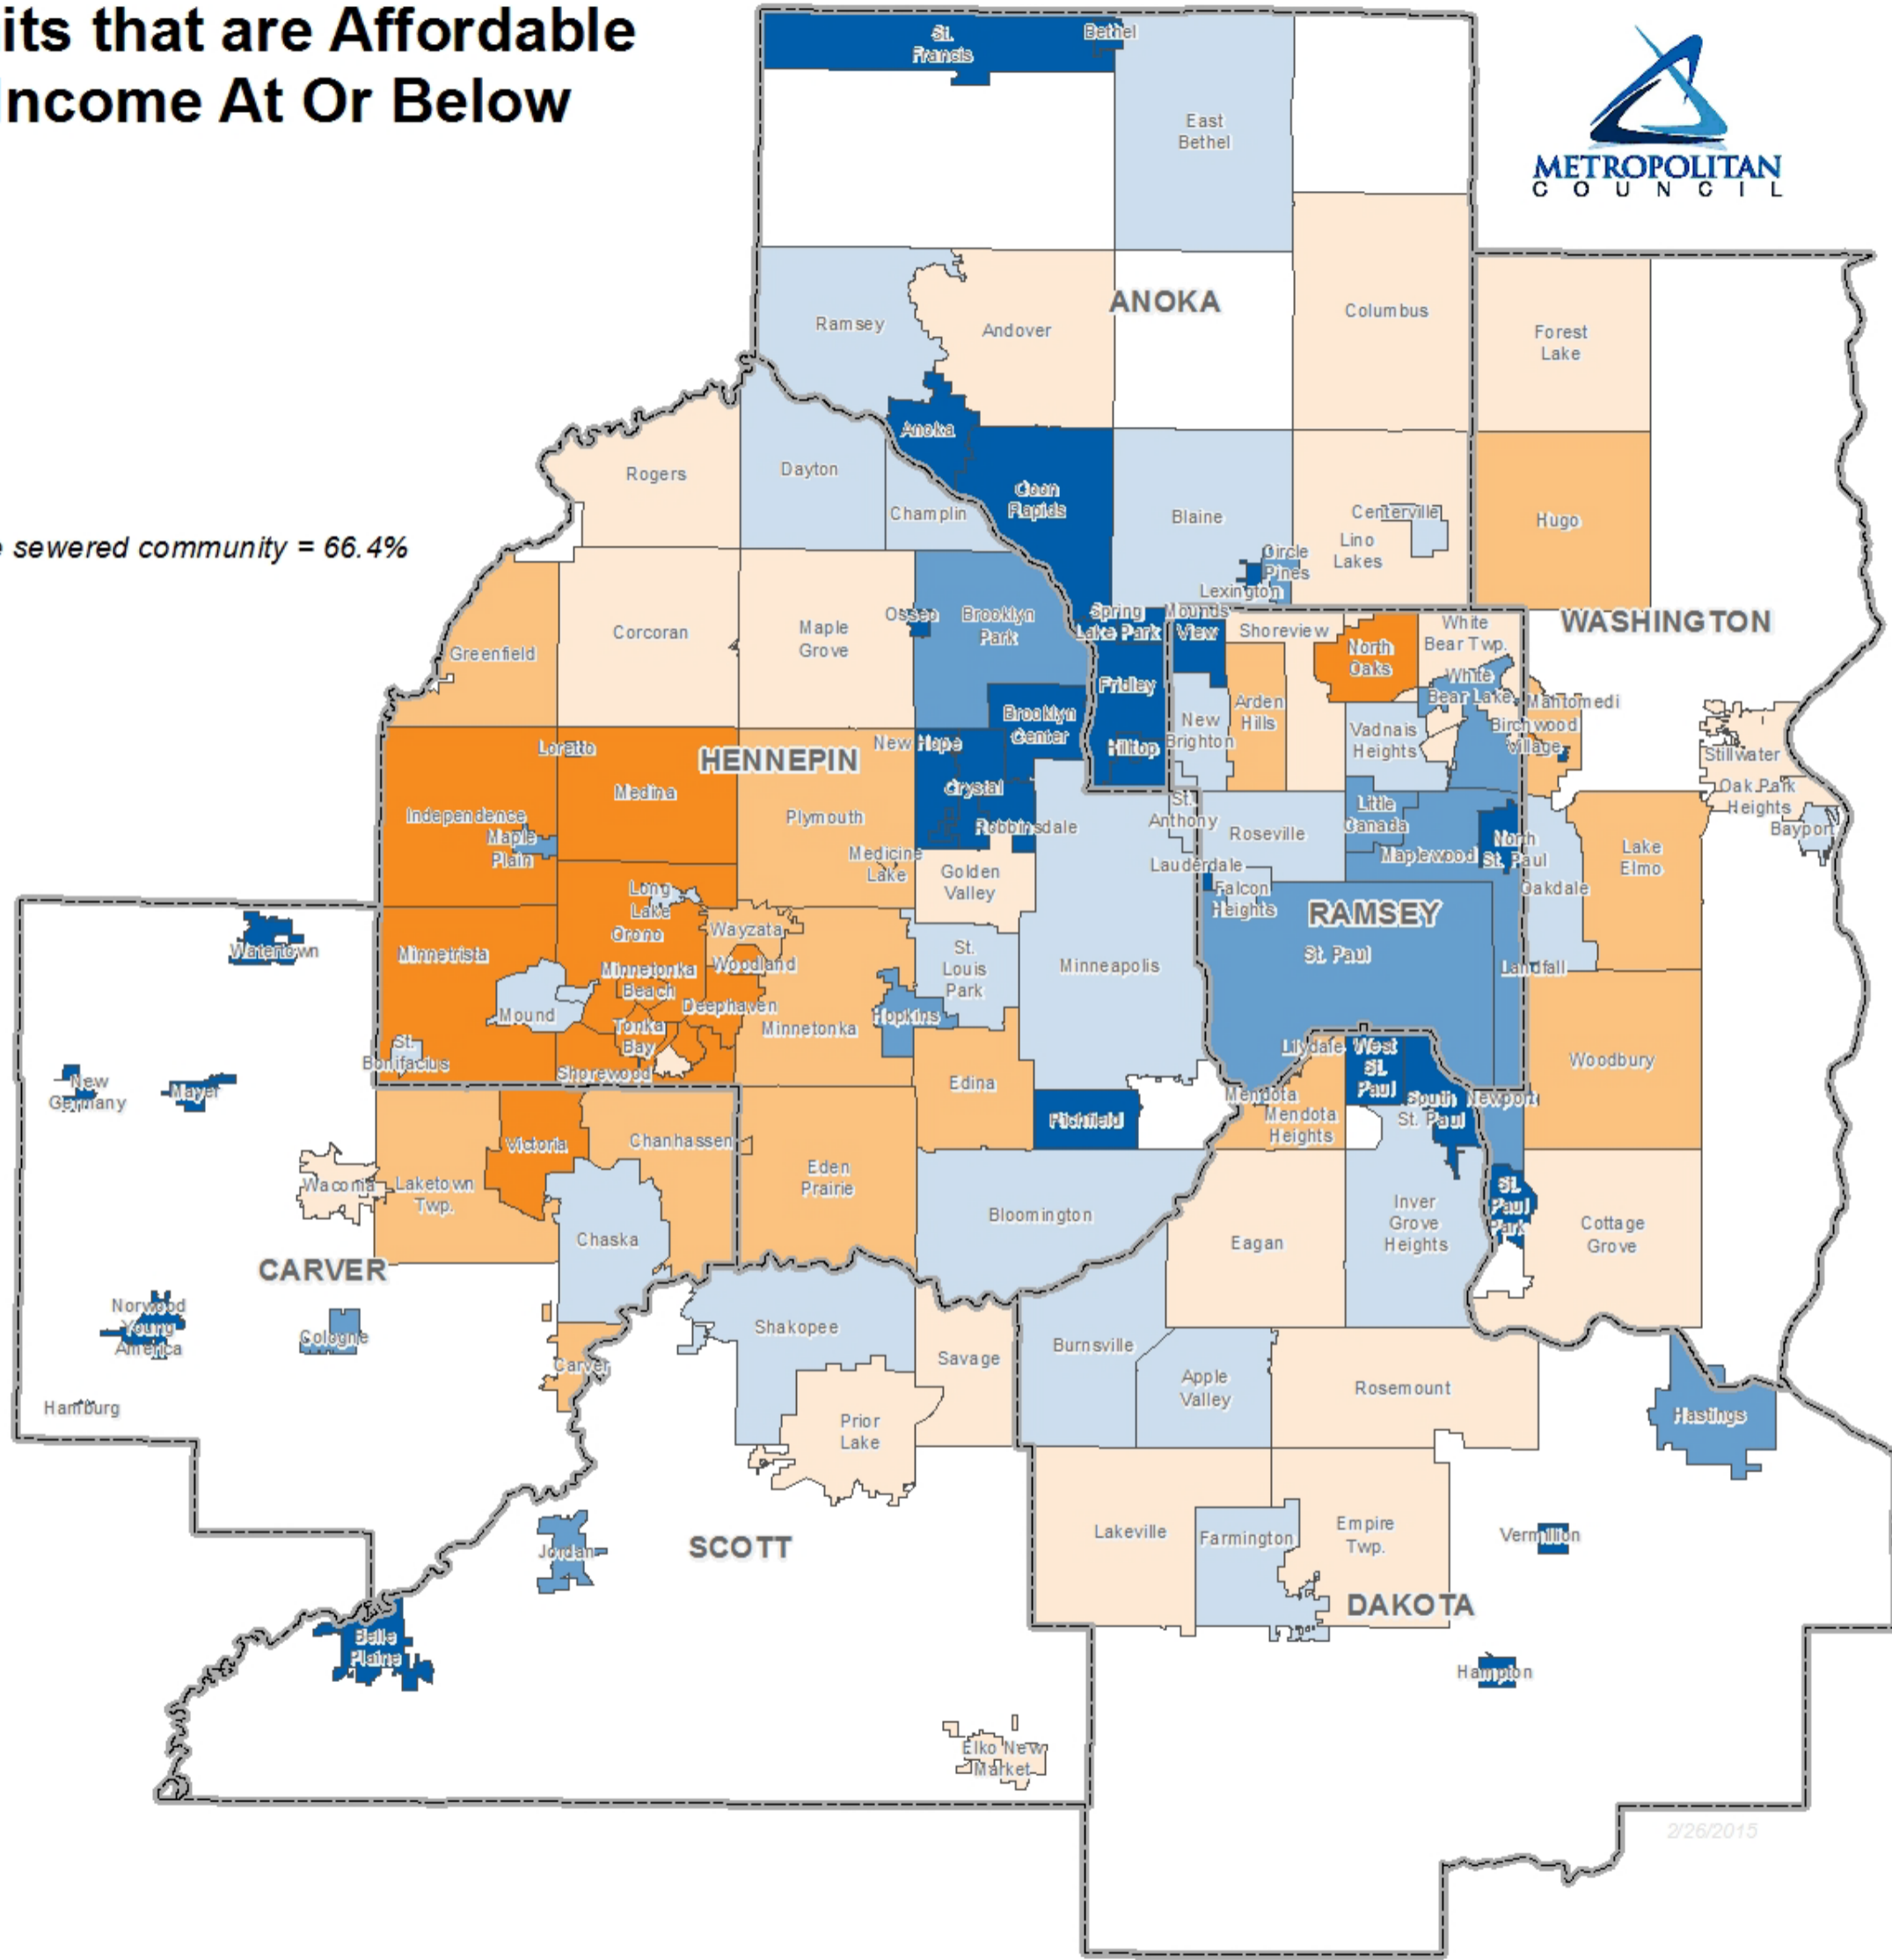 its that are Affordable
Income At Or Below
METROPOLITAN
COUNCIL
sewered community = 66.4%
St.
Francis
Bethel
East
Bethel
ANOKA
Ramsey
Andover
Columbus
Forest
Lake
Anoka
Rogers
Dayton
Champlin
Coon
Rapids
Blaine
Centerville
Lino
Lakes
Circle
Pines
Lexington
Hugo
WASHINGTON
Greenfield
Corcoran
Maple
Grove
Osseo
Brooklyn
Park
Spring
Lake Park
Mounds
View
Shoreview
North
Oaks
White
Bear Twp.
White
Bear Lake
Fridley
Arden
Hills
Mahtomedi
Birchwood
Village
Brooklyn
Center
New
Brighton
Vadnais
Heights
Stillwater
Loretto
HENNEPIN
New Hope
Hilltop
Oak Park
Heights
Medina
Crystal
Bayport
Independence
Maple
Plain
Plymouth
Robbinsdale
St.
Anthony
Roseville
Little
Canada
Maplewood
North
St. Paul
Lake
Elmo
Medicine
Lake
Golden
Valley
Lauderdale
Falcon
Heights
Oakdale
Long
Lake
RAMSEY
Watertown
Orono
Wayzata
Minnetrista
Woodland
St.
Louis
Park
Minneapolis
St. Paul
Landfall
Minnetonka
Beach
Deephaven
Mound
Hopkins
Minnetonka
Tonka
Bay
St.
Bonifacius
Shorewood
Lilydale
West
St.
Paul
Woodbury
New
Germany
Mayer
Edina
Mendota
South
St. Paul
Newport
Richfield
Mendota
Heights
Victoria
Chanhassen
Waconia
Laketown
Twp.
Eden
Prairie
St.
Paul
Park
Bloomington
Inver
Grove
Heights
Cottage
Grove
Chaska
Eagan
CARVER
Norwood
Young
America
Cologne
Shakopee
Burnsville
Savage
Carver
Apple
Valley
Rosemount
Hamburg
Hastings
Prior
Lake
Lakeville
Farmington
Empire
Twp.
Vermillion
Jordan
SCOTT
DAKOTA
Belle
Plaine
Hampton
Elko New
Market
2/26/2015